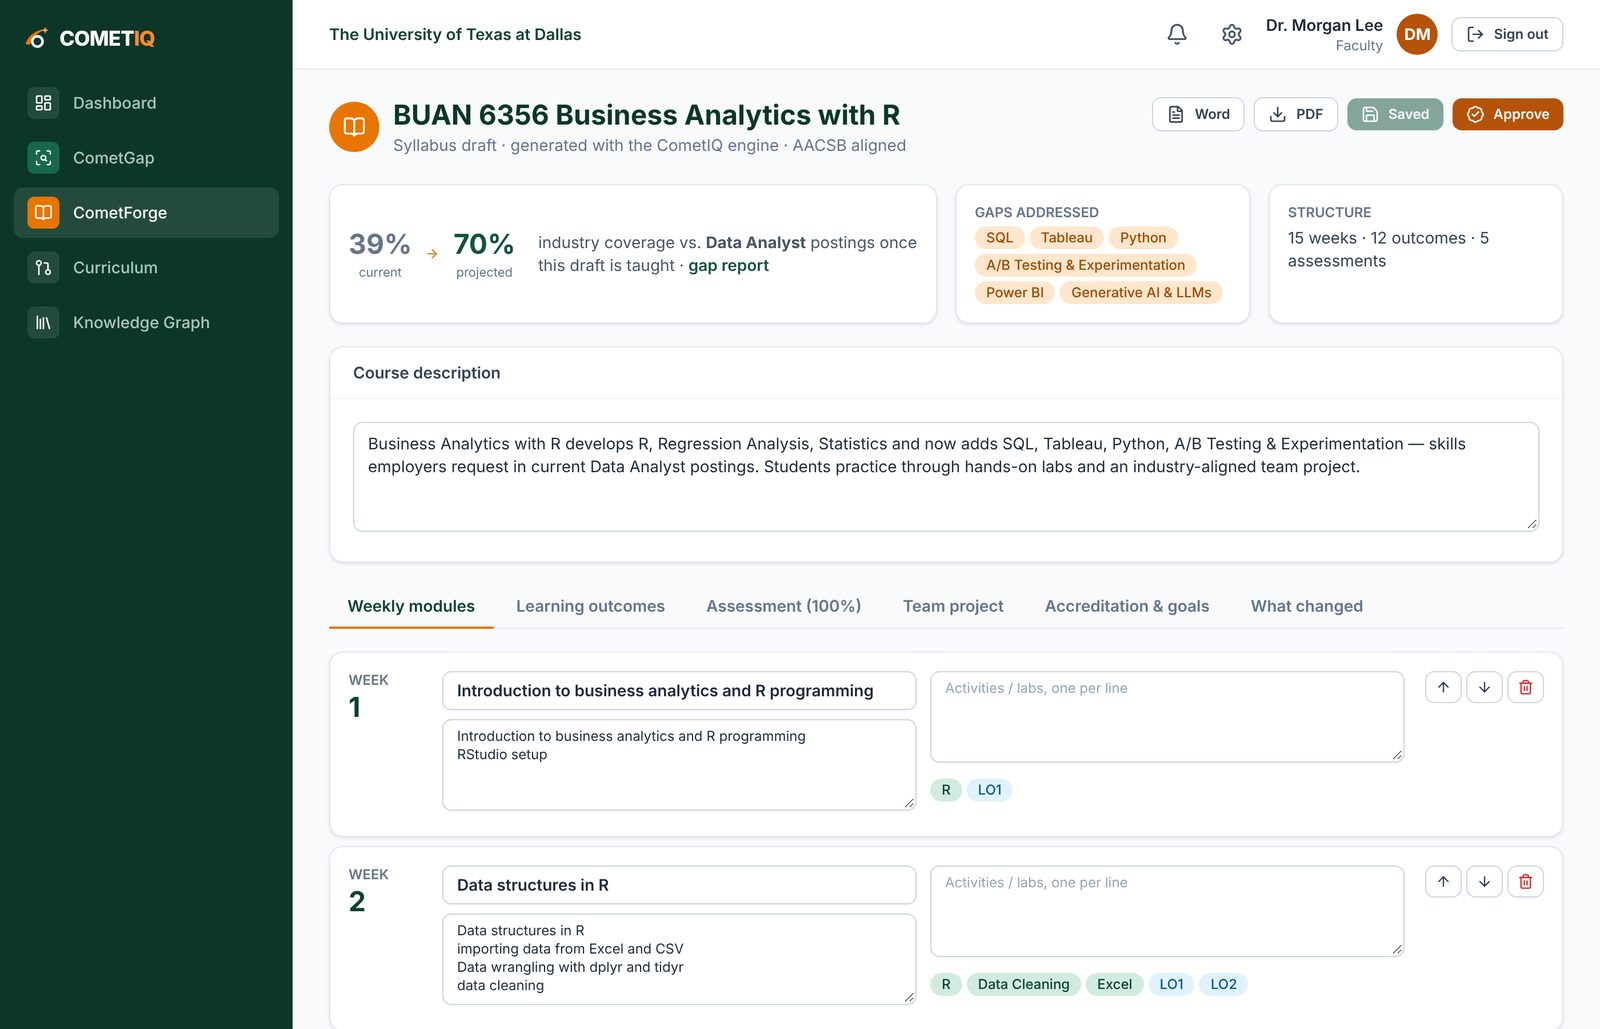 COMETIQ
Dashboard
CometGap
CometForge
Curriculum
Knowledge Graph
The University of Texas at Dallas
Dr. Morgan Lee
Faculty
DM
Sign out
BUAN 6356 Business Analytics with R
Syllabus draft · generated with the CometIQ engine · AACSB aligned
Word
PDF
Saved
Approve
39%
current
→
70%
projected
industry coverage vs. Data Analyst postings once
this draft is taught · gap report
GAPS ADDRESSED
SQL Tableau Python
A/B Testing & Experimentation
Power BI Generative AI & LLMs
STRUCTURE
15 weeks · 12 outcomes · 5
assessments
Course description
Business Analytics with R develops R, Regression Analysis, Statistics and now adds SQL, Tableau, Python, A/B Testing & Experimentation — skills
employers request in current Data Analyst postings. Students practice through hands-on labs and an industry-aligned team project.
Weekly modules Learning outcomes Assessment (100%) Team project Accreditation & goals What changed
WEEK
1
Introduction to business analytics and R programming
Introduction to business analytics and R programming
RStudio setup
Activities / labs, one per line
R LO1
WEEK
2
Data structures in R
Data structures in R
importing data from Excel and CSV
Data wrangling with dplyr and tidyr
data cleaning
Activities / labs, one per line
R Data Cleaning Excel LO1 LO2